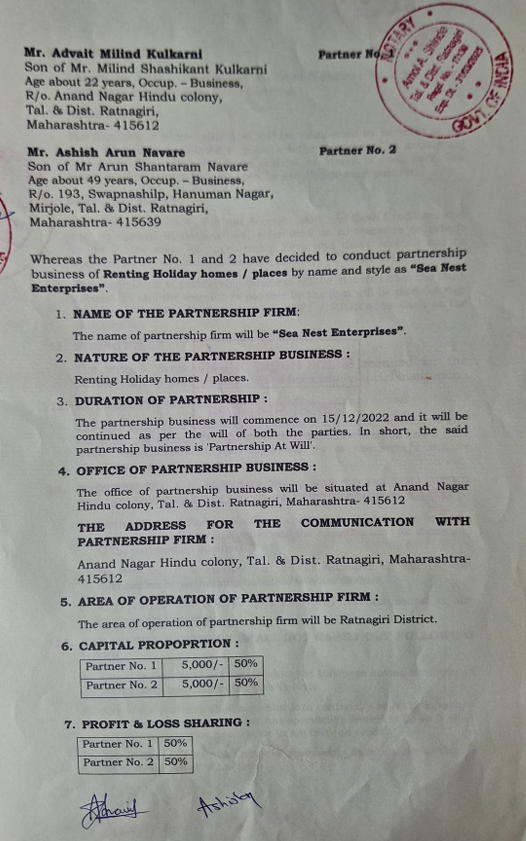 Mr. Advait Milind Kulkarni Partner No.
Son of Mr. Milind Shashikant Kulkarni
Age about 22 years, Occup. – Business,
R/o. Anand Nagar Hindu colony,
Tal. & Dist. Ratnagiri,
Maharashtra- 415612
NOTARY
Amol A. Shinde
Tal. & Dist. - Ratnagiri
GOVT. OF INDIA
Mr. Ashish Arun Navare Partner No. 2
Son of Mr Arun Shantaram Navare
Age about 49 years, Occup. – Business,
R/o. 193, Swapnashilp, Hanuman Nagar,
Mirjole, Tal. & Dist. Ratnagiri,
Maharashtra- 415639
Whereas the Partner No. 1 and 2 have decided to conduct partnership
business of Renting Holiday homes / places by name and style as “Sea Nest
Enterprises”.
1. NAME OF THE PARTNERSHIP FIRM:
The name of partnership firm will be “Sea Nest Enterprises”.
2. NATURE OF THE PARTNERSHIP BUSINESS :
Renting Holiday homes / places.
3. DURATION OF PARTNERSHIP :
The partnership business will commence on 15/12/2022 and it will be
continued as per the will of both the parties. In short, the said
partnership business is 'Partnership At Will'.
4. OFFICE OF PARTNERSHIP BUSINESS :
The office of partnership business will be situated at Anand Nagar
Hindu colony, Tal. & Dist. Ratnagiri, Maharashtra- 415612
THE ADDRESS FOR THE COMMUNICATION WITH
PARTNERSHIP FIRM :
Anand Nagar Hindu colony, Tal. & Dist. Ratnagiri, Maharashtra-
415612
5. AREA OF OPERATION OF PARTNERSHIP FIRM :
The area of operation of partnership firm will be Ratnagiri District.
6. CAPITAL PROPOPRTION :
Partner No. 1 5,000/- 50%
Partner No. 2 5,000/- 50%
7. PROFIT & LOSS SHARING :
Partner No. 1 50%
Partner No. 2 50%